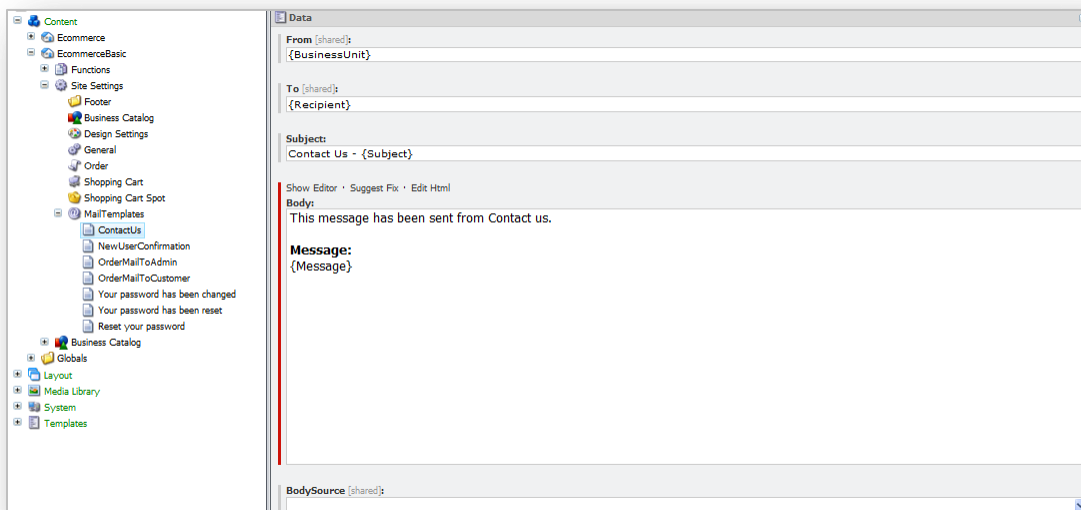 Content
Ecommerce
EcommerceBasic
Functions
Site Settings
Footer
Business Catalog
Design Settings
General
Order
Shopping Cart
Shopping Cart Spot
MailTemplates
ContactUs
NewUserConfirmation
OrderMailToAdmin
OrderMailToCustomer
Your password has been changed
Your password has been reset
Reset your password
Business Catalog
Globals
Layout
Media Library
System
Templates
Data
From [shared]:
{BusinessUnit}
To [shared]:
{Recipient}
Subject:
Contact Us - {Subject}
Show Editor · Suggest Fix · Edit Html
Body:
This message has been sent from Contact us.
Message:
{Message}
BodySource [shared]: